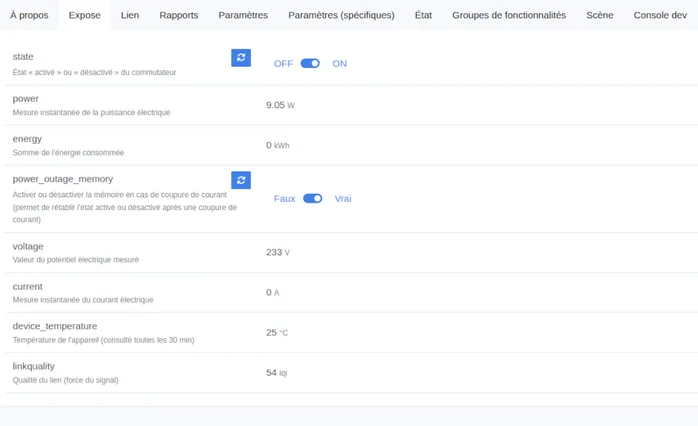 À propos Expose Lien Rapports Paramètres Paramètres (spécifiques) État Groupes de fonctionnalités Scène Console dev
state
État « activé » ou « désactivé » du commutateur
OFF ON
power
Mesure instantanée de la puissance électrique
9.05 W
energy
Somme de l'énergie consommée
0 kWh
power_outage_memory
Activer ou désactiver la mémoire en cas de coupure de courant
(permet de rétablir l'état activé ou désactivé après une coupure de
courant)
Faux Vrai
voltage
Valeur du potentiel électrique mesuré
233 V
current
Mesure instantanée du courant électrique
0 A
device_temperature
Température de l'appareil (consulté toutes les 30 min)
25 °C
linkquality
Qualité du lien (force du signal)
54 lqi